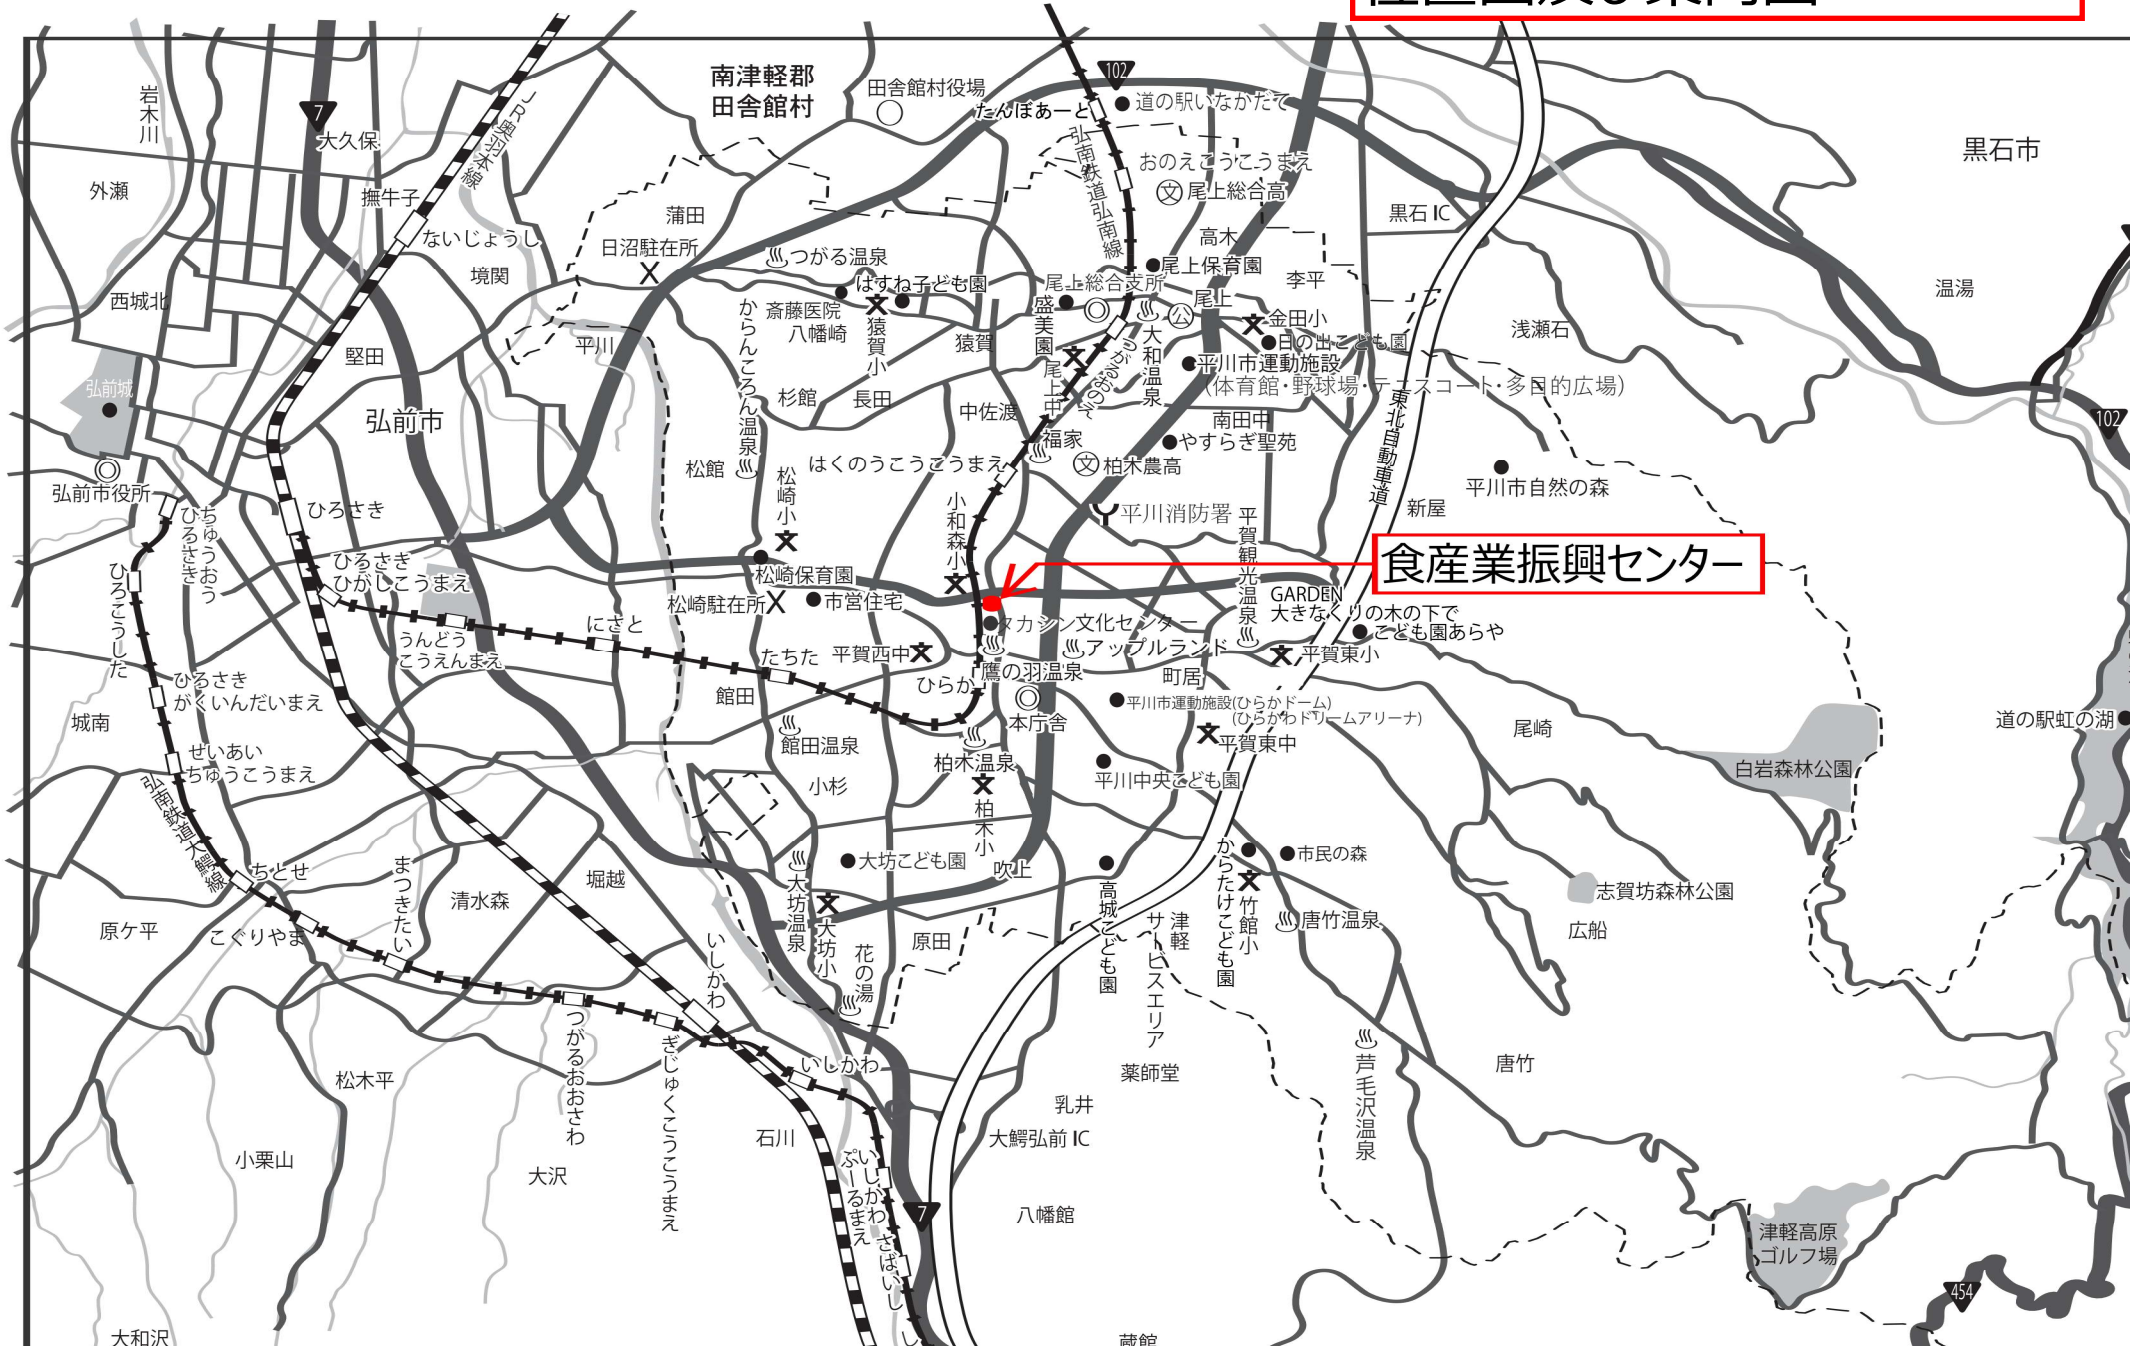 南津軽郡
田舎館村
田舎館村役場
102
たんぼあーと
道の駅いなかだて
黒石市
岩木川
7
大久保
JR奥羽本線
外瀬
撫牛子
ないじょうし
境関
蒲田
日沼駐在所
弘南鉄道弘南線
おのえこうこうまえ
文
尾上総合高
黒石 IC
高木
つがる温泉
はすね子ども園
尾上総合支所
尾上保育園
李平
温湯
西城北
斎藤医院
八幡崎
猿賀小
猿賀
盛美園
公
尾上
金田小
日の出こども園
浅瀬石
堅田
平川
からんころん温泉
尾上中
つがるおのえ
大和温泉
平川市運動施設
(体育館・野球場・テニスコート・多目的広場)
弘前城
弘前市
杉館
長田
中佐渡
南田中
東北自動車道
102
福家
やすらぎ聖苑
松館
松崎小
はくのうこうこうまえ
文
柏木農高
弘前市役所
ひろさき
平川市自然の森
ちゅうおう
ひろさき
小和森小
平川消防署
平賀観光温泉
新屋
食産業振興センター
ひろこうした
ひろさき
ひがしこうまえ
松崎保育園
松崎駐在所
市営住宅
GARDEN
大きなくりの木の下で
こども園あらや
うんどう
こうえんまえ
にさと
タカシン文化センター
アップルランド
平賀東小
たちた
平賀西中
鷹の羽温泉
ひらか
町居
館田
本庁舎
平川市運動施設(ひらかドーム)
(ひらかわドリームアリーナ)
ひろさき
がくいんだいまえ
城南
尾崎
道の駅虹の湖
館田温泉
柏木温泉
平賀東中
せいあい
ちゅうこうまえ
小杉
平川中央こども園
白岩森林公園
弘南鉄道大鰐線
柏木小
大坊こども園
吹上
からたけこども園
市民の森
ちとせ
まつきたい
清水森
堀越
大坊温泉
高城こども園
竹館小
志賀坊森林公園
原ケ平
こぐりやま
いしかわ
大坊小
花の湯
原田
津軽
サービスエリア
唐竹温泉
広船
つがるおおさわ
ぎじゅくこうこうまえ
いしかわ
芦毛沢温泉
唐竹
松木平
薬師堂
乳井
石川
大鰐弘前 IC
小栗山
大沢
いしかわ
ぷーるまえ
7
八幡館
津軽高原
ゴルフ場
さばいし
454
大和沢
蔵館